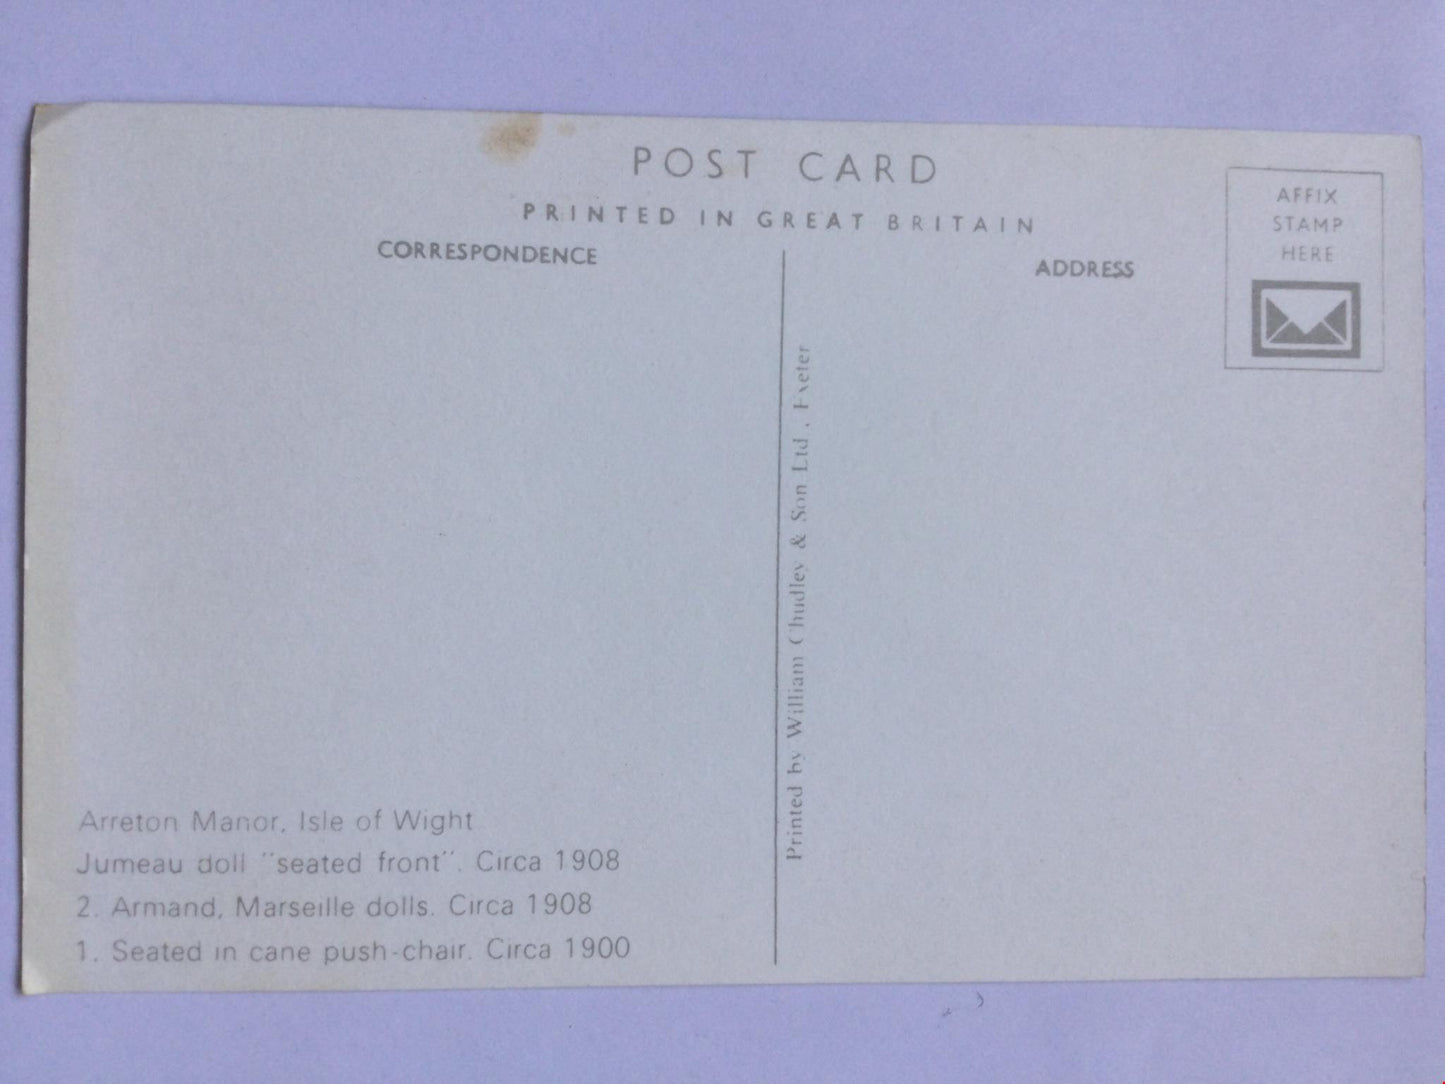 POST CARD
PRINTED IN GREAT BRITAIN
CORRESPONDENCE
ADDRESS
AFFIX
STAMP
HERE
Printed by William Chudley & Son Ltd., Exeter
Arreton Manor, Isle of Wight
Jumeau doll "seated front". Circa 1908
2. Armand, Marseille dolls. Circa 1908
1. Seated in cane push-chair. Circa 1900